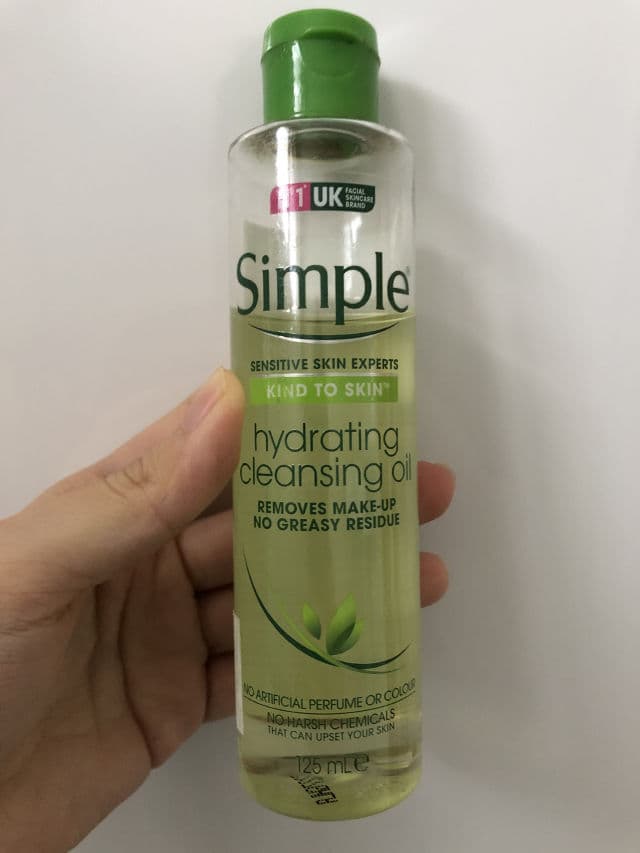 #1* UK FACIAL
SKINCARE
BRAND
Simple®
SENSITIVE SKIN EXPERTS
KIND TO SKIN™
hydrating
cleansing oil
REMOVES MAKE-UP
NO GREASY RESIDUE
NO ARTIFICIAL PERFUME OR COLOUR
NO HARSH CHEMICALS
THAT CAN UPSET YOUR SKIN
125 mL e